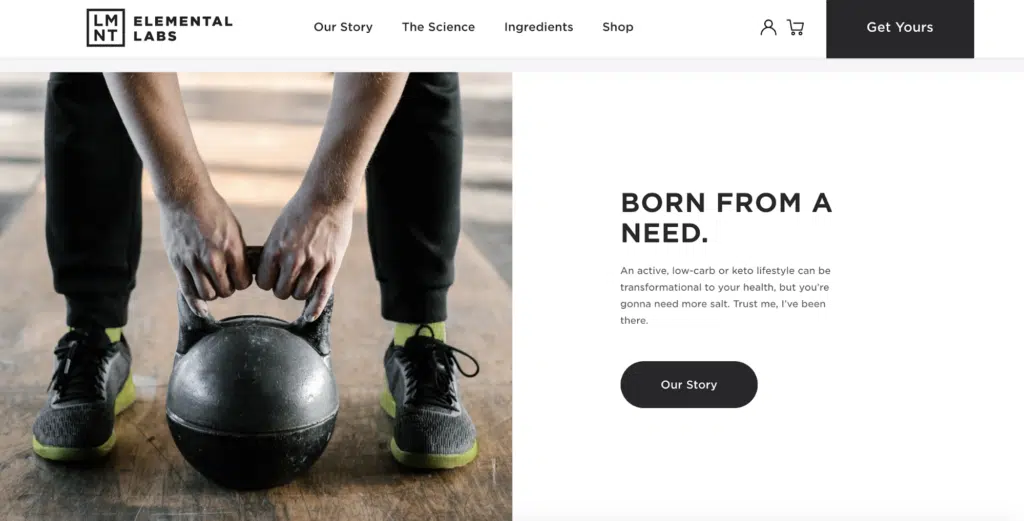 LM
NT
ELEMENTAL
LABS
Our Story
The Science
Ingredients
Shop
Get Yours
BORN FROM A
NEED.
An active, low-carb or keto lifestyle can be
transformational to your health, but you're
gonna need more salt. Trust me, I've been
there.
Our Story